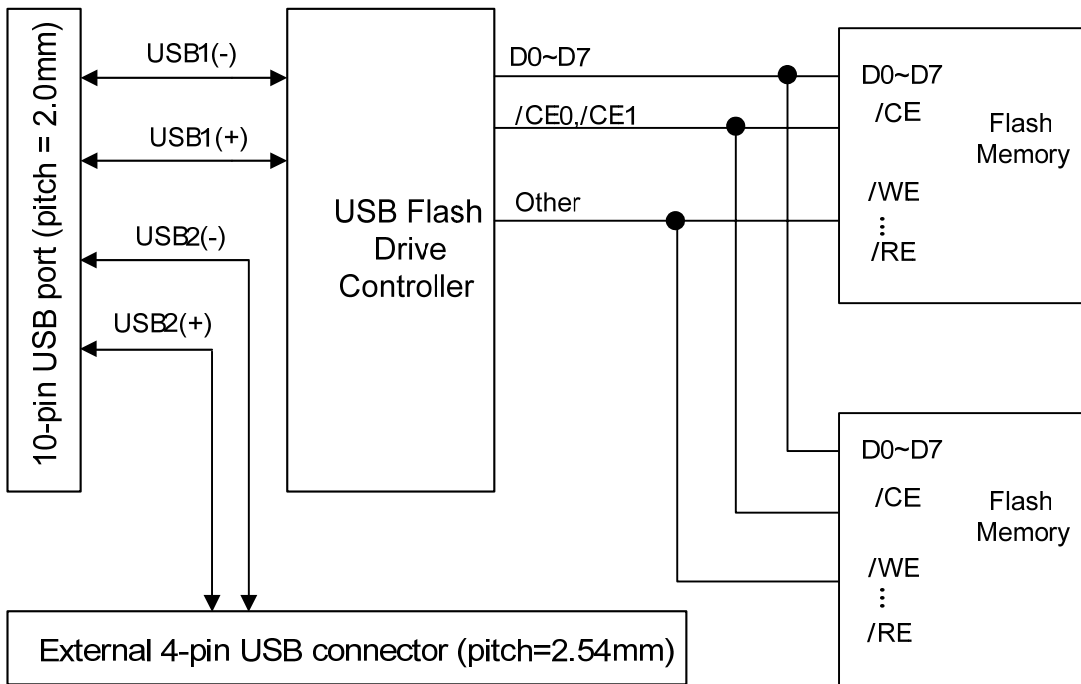 10-pin USB port (pitch = 2.0mm)
USB1(-)
USB1(+)
USB2(-)
USB2(+)
USB Flash
Drive
Controller
D0~D7
/CE0,/CE1
Other
D0~D7
/CE
/WE
⋮
/RE
Flash
Memory
D0~D7
/CE
/WE
⋮
/RE
Flash
Memory
External 4-pin USB connector (pitch=2.54mm)